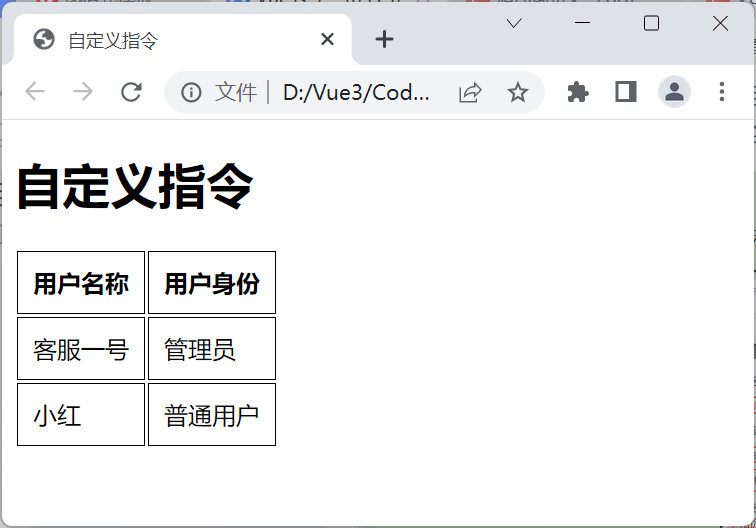 自定义指令
文件 D:/Vue3/Cod...
自定义指令
用户名称 用户身份
客服一号 管理员
小红 普通用户